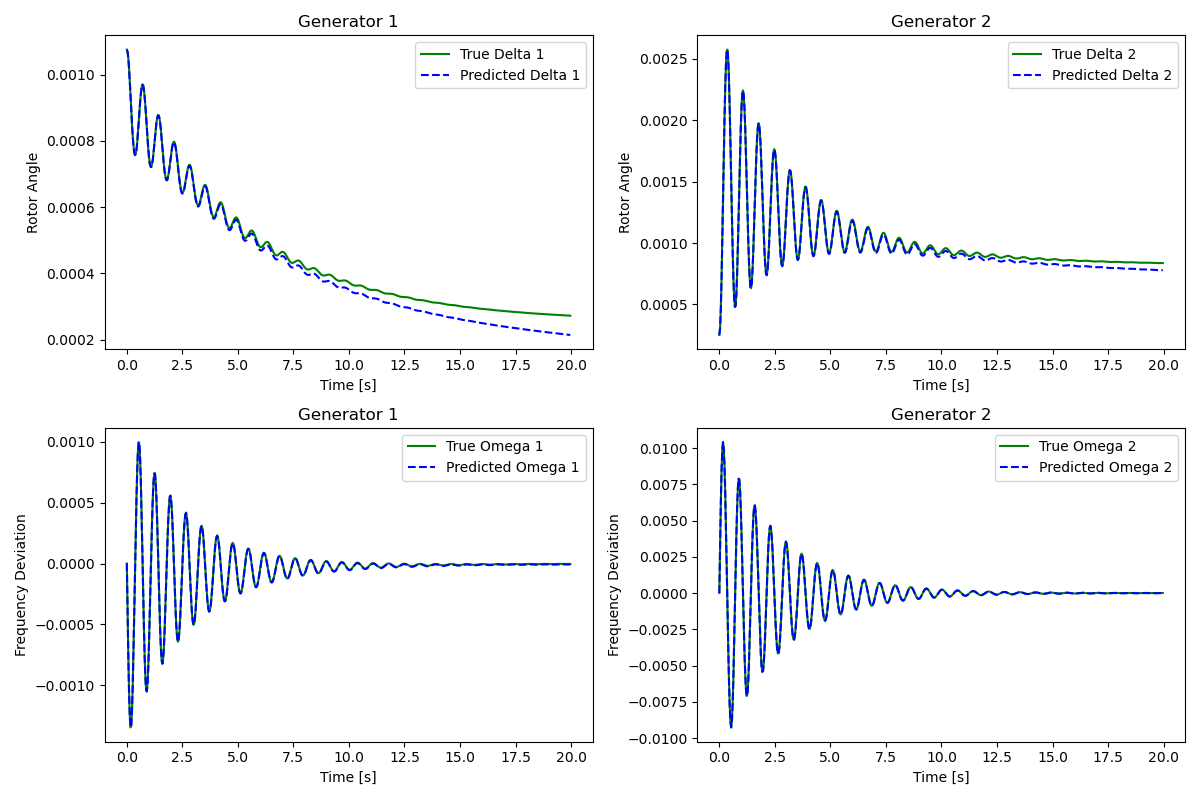 Generator 1
True Delta 1
Predicted Delta 1
Rotor Angle
0.0010
0.0008
0.0006
0.0004
0.0002
0.0 2.5 5.0 7.5 10.0 12.5 15.0 17.5 20.0
Time [s]
Generator 2
True Delta 2
Predicted Delta 2
Rotor Angle
0.0025
0.0020
0.0015
0.0010
0.0005
0.0 2.5 5.0 7.5 10.0 12.5 15.0 17.5 20.0
Time [s]
Generator 1
True Omega 1
Predicted Omega 1
Frequency Deviation
0.0010
0.0005
0.0000
−0.0005
−0.0010
0.0 2.5 5.0 7.5 10.0 12.5 15.0 17.5 20.0
Time [s]
Generator 2
True Omega 2
Predicted Omega 2
Frequency Deviation
0.0100
0.0075
0.0050
0.0025
0.0000
−0.0025
−0.0050
−0.0075
−0.0100
0.0 2.5 5.0 7.5 10.0 12.5 15.0 17.5 20.0
Time [s]